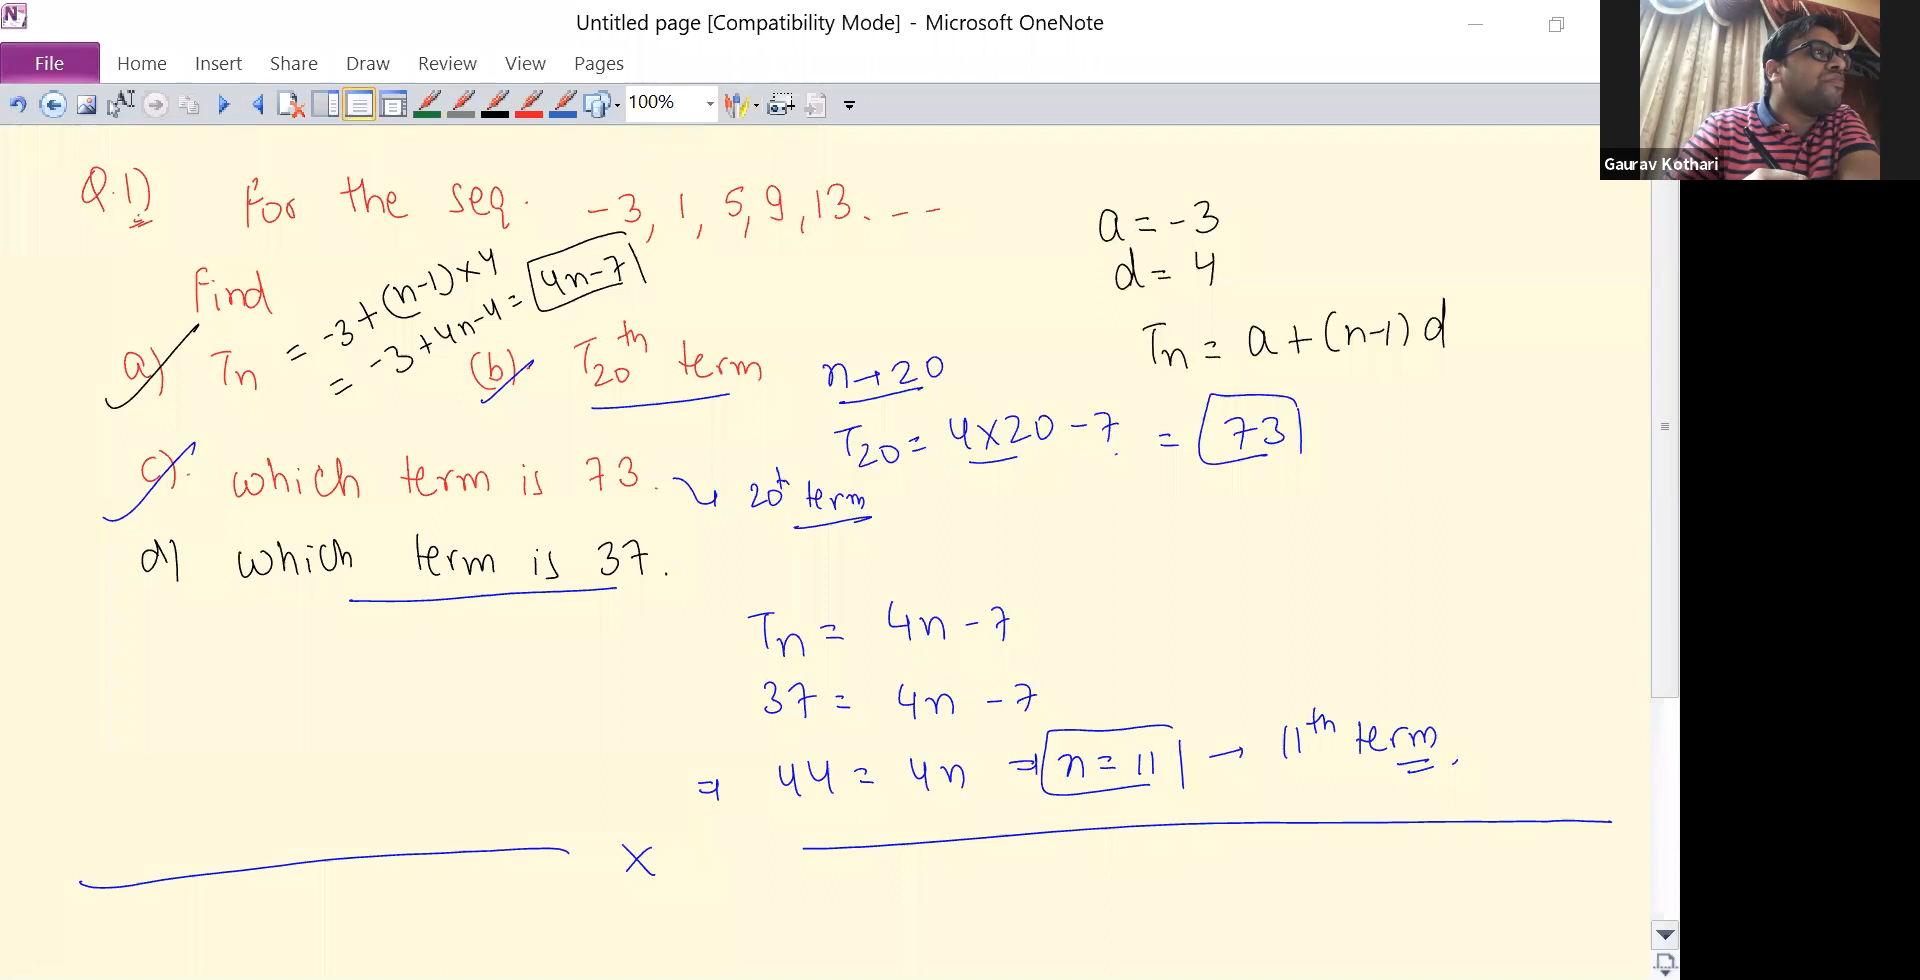 Untitled page [Compatibility Mode] - Microsoft OneNote
File Home Insert Share Draw Review View Pages
100%
Gaurav Kothari
Q.1) For the seq. -3, 1, 5, 9, 13. - -
a = -3
d = 4
Tn = a + (n-1) d
Find
a) Tn = -3 + (n-1) x 4
= -3 + 4n - 4 = 4n - 7
(b) T20 th term
n → 20
T20 = 4 x 20 - 7 = 73
c). which term is 73. ↘ 20th term
d) which term is 37.
Tn = 4n - 7
37 = 4n - 7
⇒ 44 = 4n ⇒ n = 11 → 11th term.
x